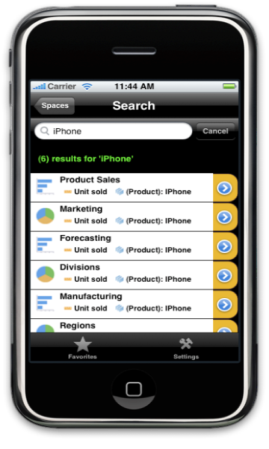 Carrier 11:44 AM
Spaces Search
iPhone Cancel
(6) results for 'iPhone'
Product Sales
Unit sold (Product): IPhone
Marketing
Unit sold (Product): IPhone
Forecasting
Unit sold (Product): IPhone
Divisions
Unit sold (Product): IPhone
Manufacturing
Unit sold (Product): IPhone
Regions
Favorites Settings